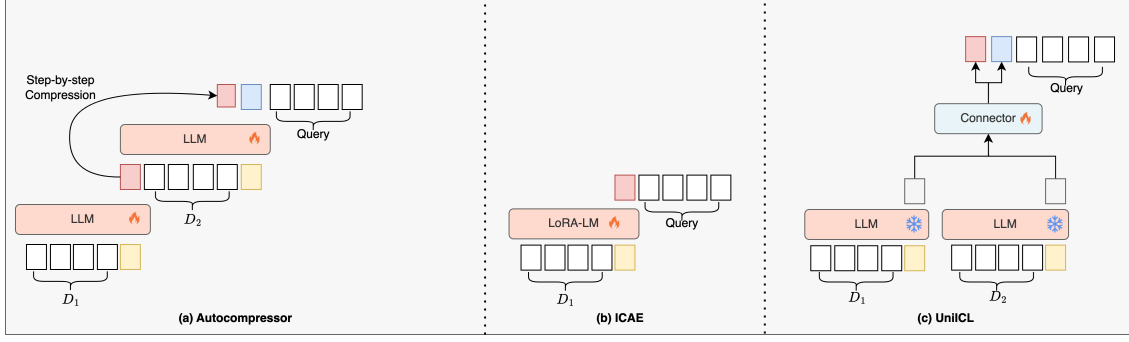 Step-by-step
Compression
Query
LLM
D₂
LLM
D₁
(a) Autocompressor
Query
LoRA-LM
D₁
(b) ICAE
Query
Connector
LLM
LLM
D₁
D₂
(c) UniICL